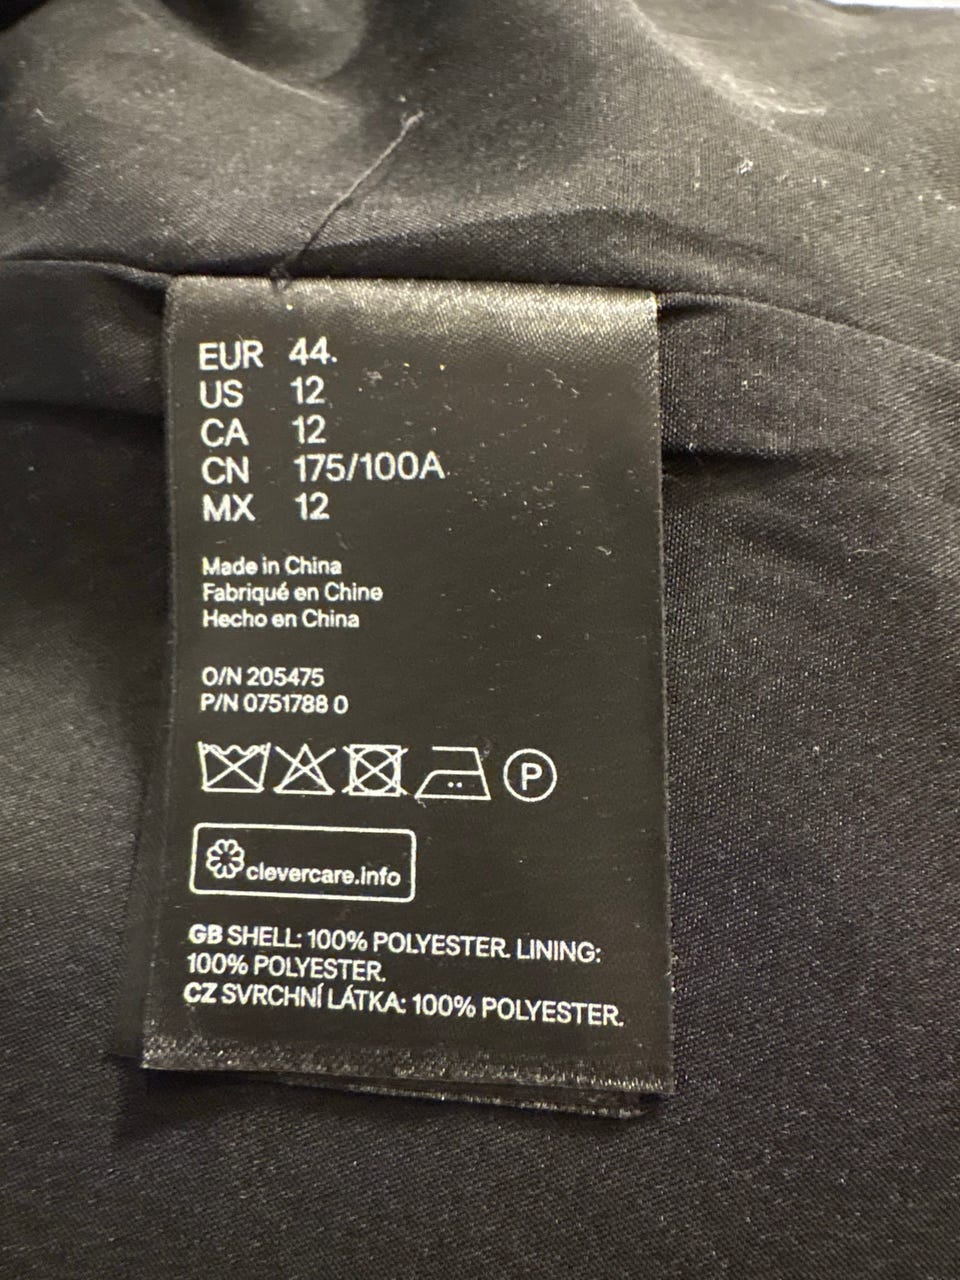 EUR 44.
US 12
CA 12
CN 175/100A
MX 12
Made in China
Fabriqué en Chine
Hecho en China
O/N 205475
P/N 0751788 0
P
clevercare.info
GB SHELL: 100% POLYESTER. LINING:
100% POLYESTER.
CZ SVRCHNÍ LÁTKA: 100% POLYESTER.